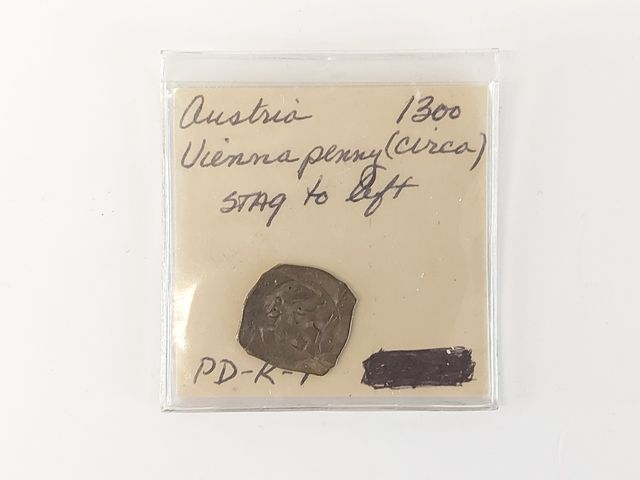 Austria 1300
Vienna penny (circa)
STAG to left
PD-K-1